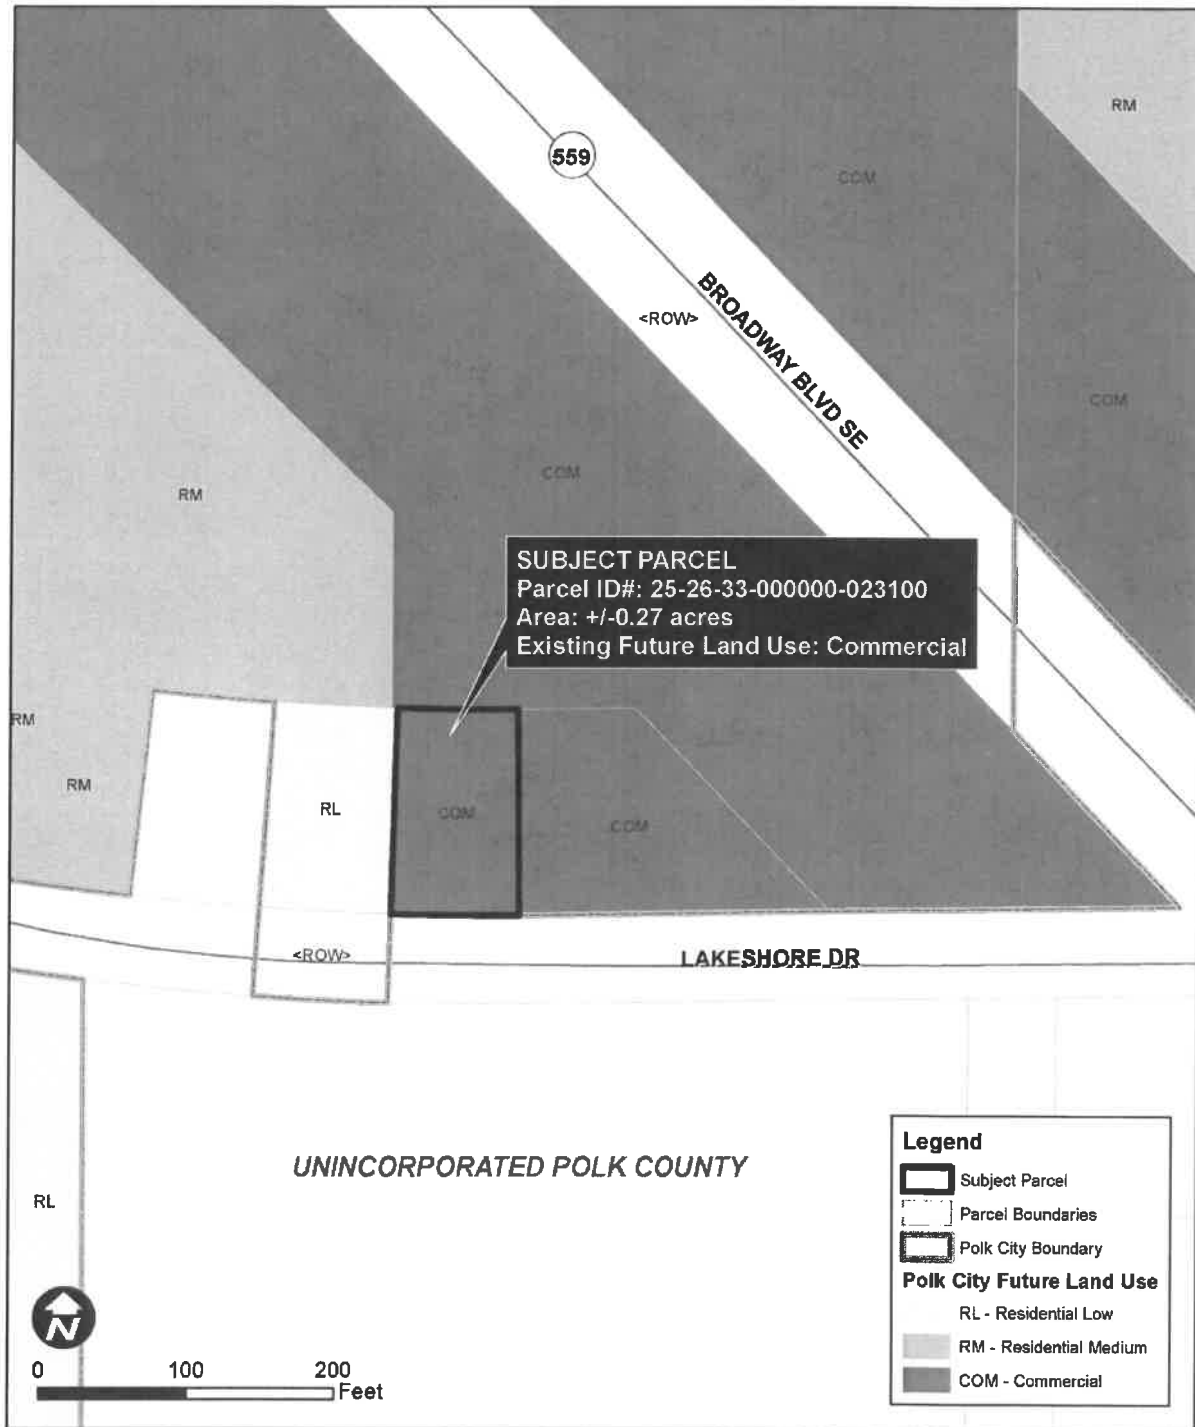 RM
559
COM
BROADWAY BLVD SE
<ROW>
COM
COM
RM
SUBJECT PARCEL
Parcel ID#: 25-26-33-000000-023100
Area: +/-0.27 acres
Existing Future Land Use: Commercial
RM
RM
RL
COM
COM
<ROW>
LAKESHORE DR
UNINCORPORATED POLK COUNTY
RL
N
0 100 200
Feet
Legend
Subject Parcel
Parcel Boundaries
Polk City Boundary
Polk City Future Land Use
RL - Residential Low
RM - Residential Medium
COM - Commercial